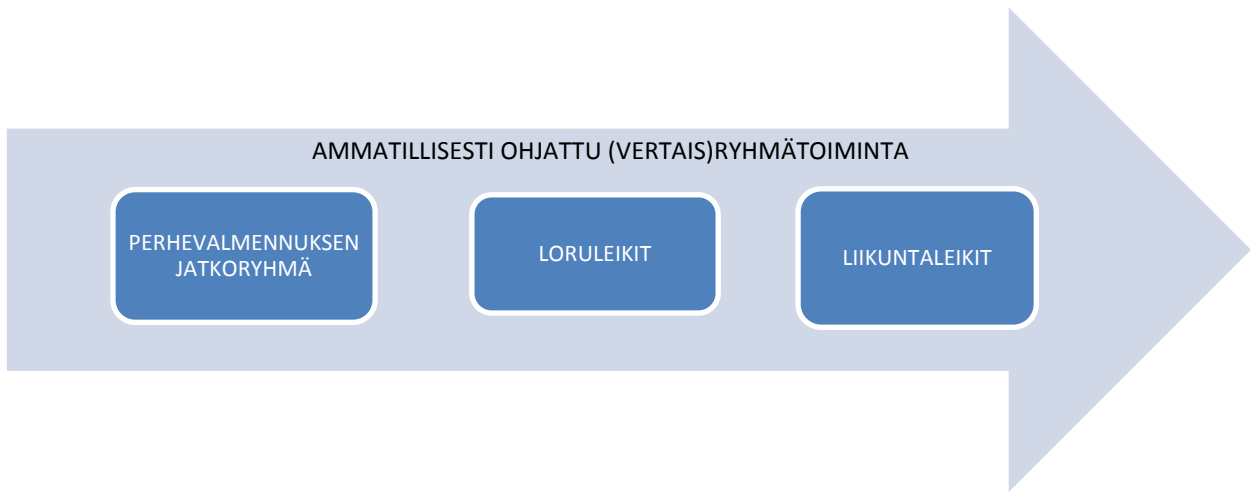 AMMATILLISESTI OHJATTU (VERTAIS)RYHMÄTOIMINTA
PERHEVALMENNUKSEN
JATKORYHMÄ
LORULEIKIT
LIIKUNTALEIKIT